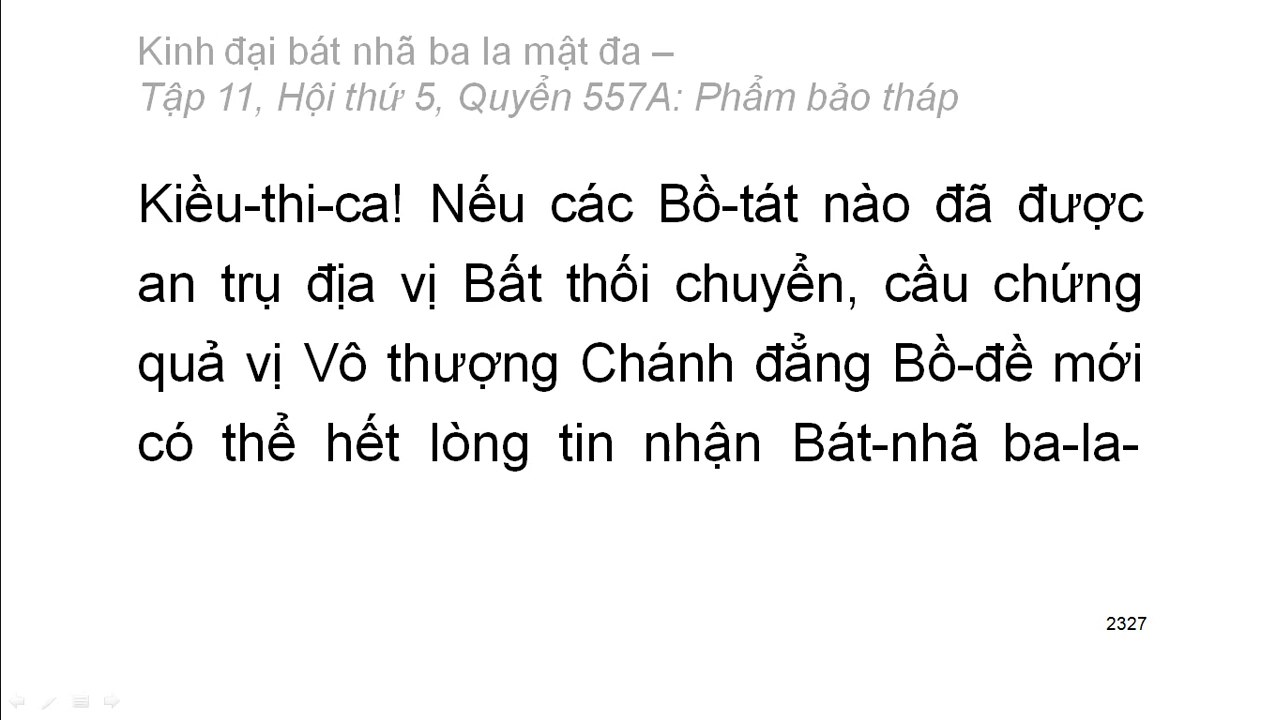 Kinh đại bát nhã ba la mật đa –
Tập 11, Hội thứ 5, Quyển 557A: Phẩm bảo tháp
Kiều-thi-ca! Nếu các Bồ-tát nào đã được
an trụ địa vị Bất thối chuyển, cầu chứng
quả vị Vô thượng Chánh đẳng Bồ-đề mới
có thể hết lòng tin nhận Bát-nhã ba-la-
2327